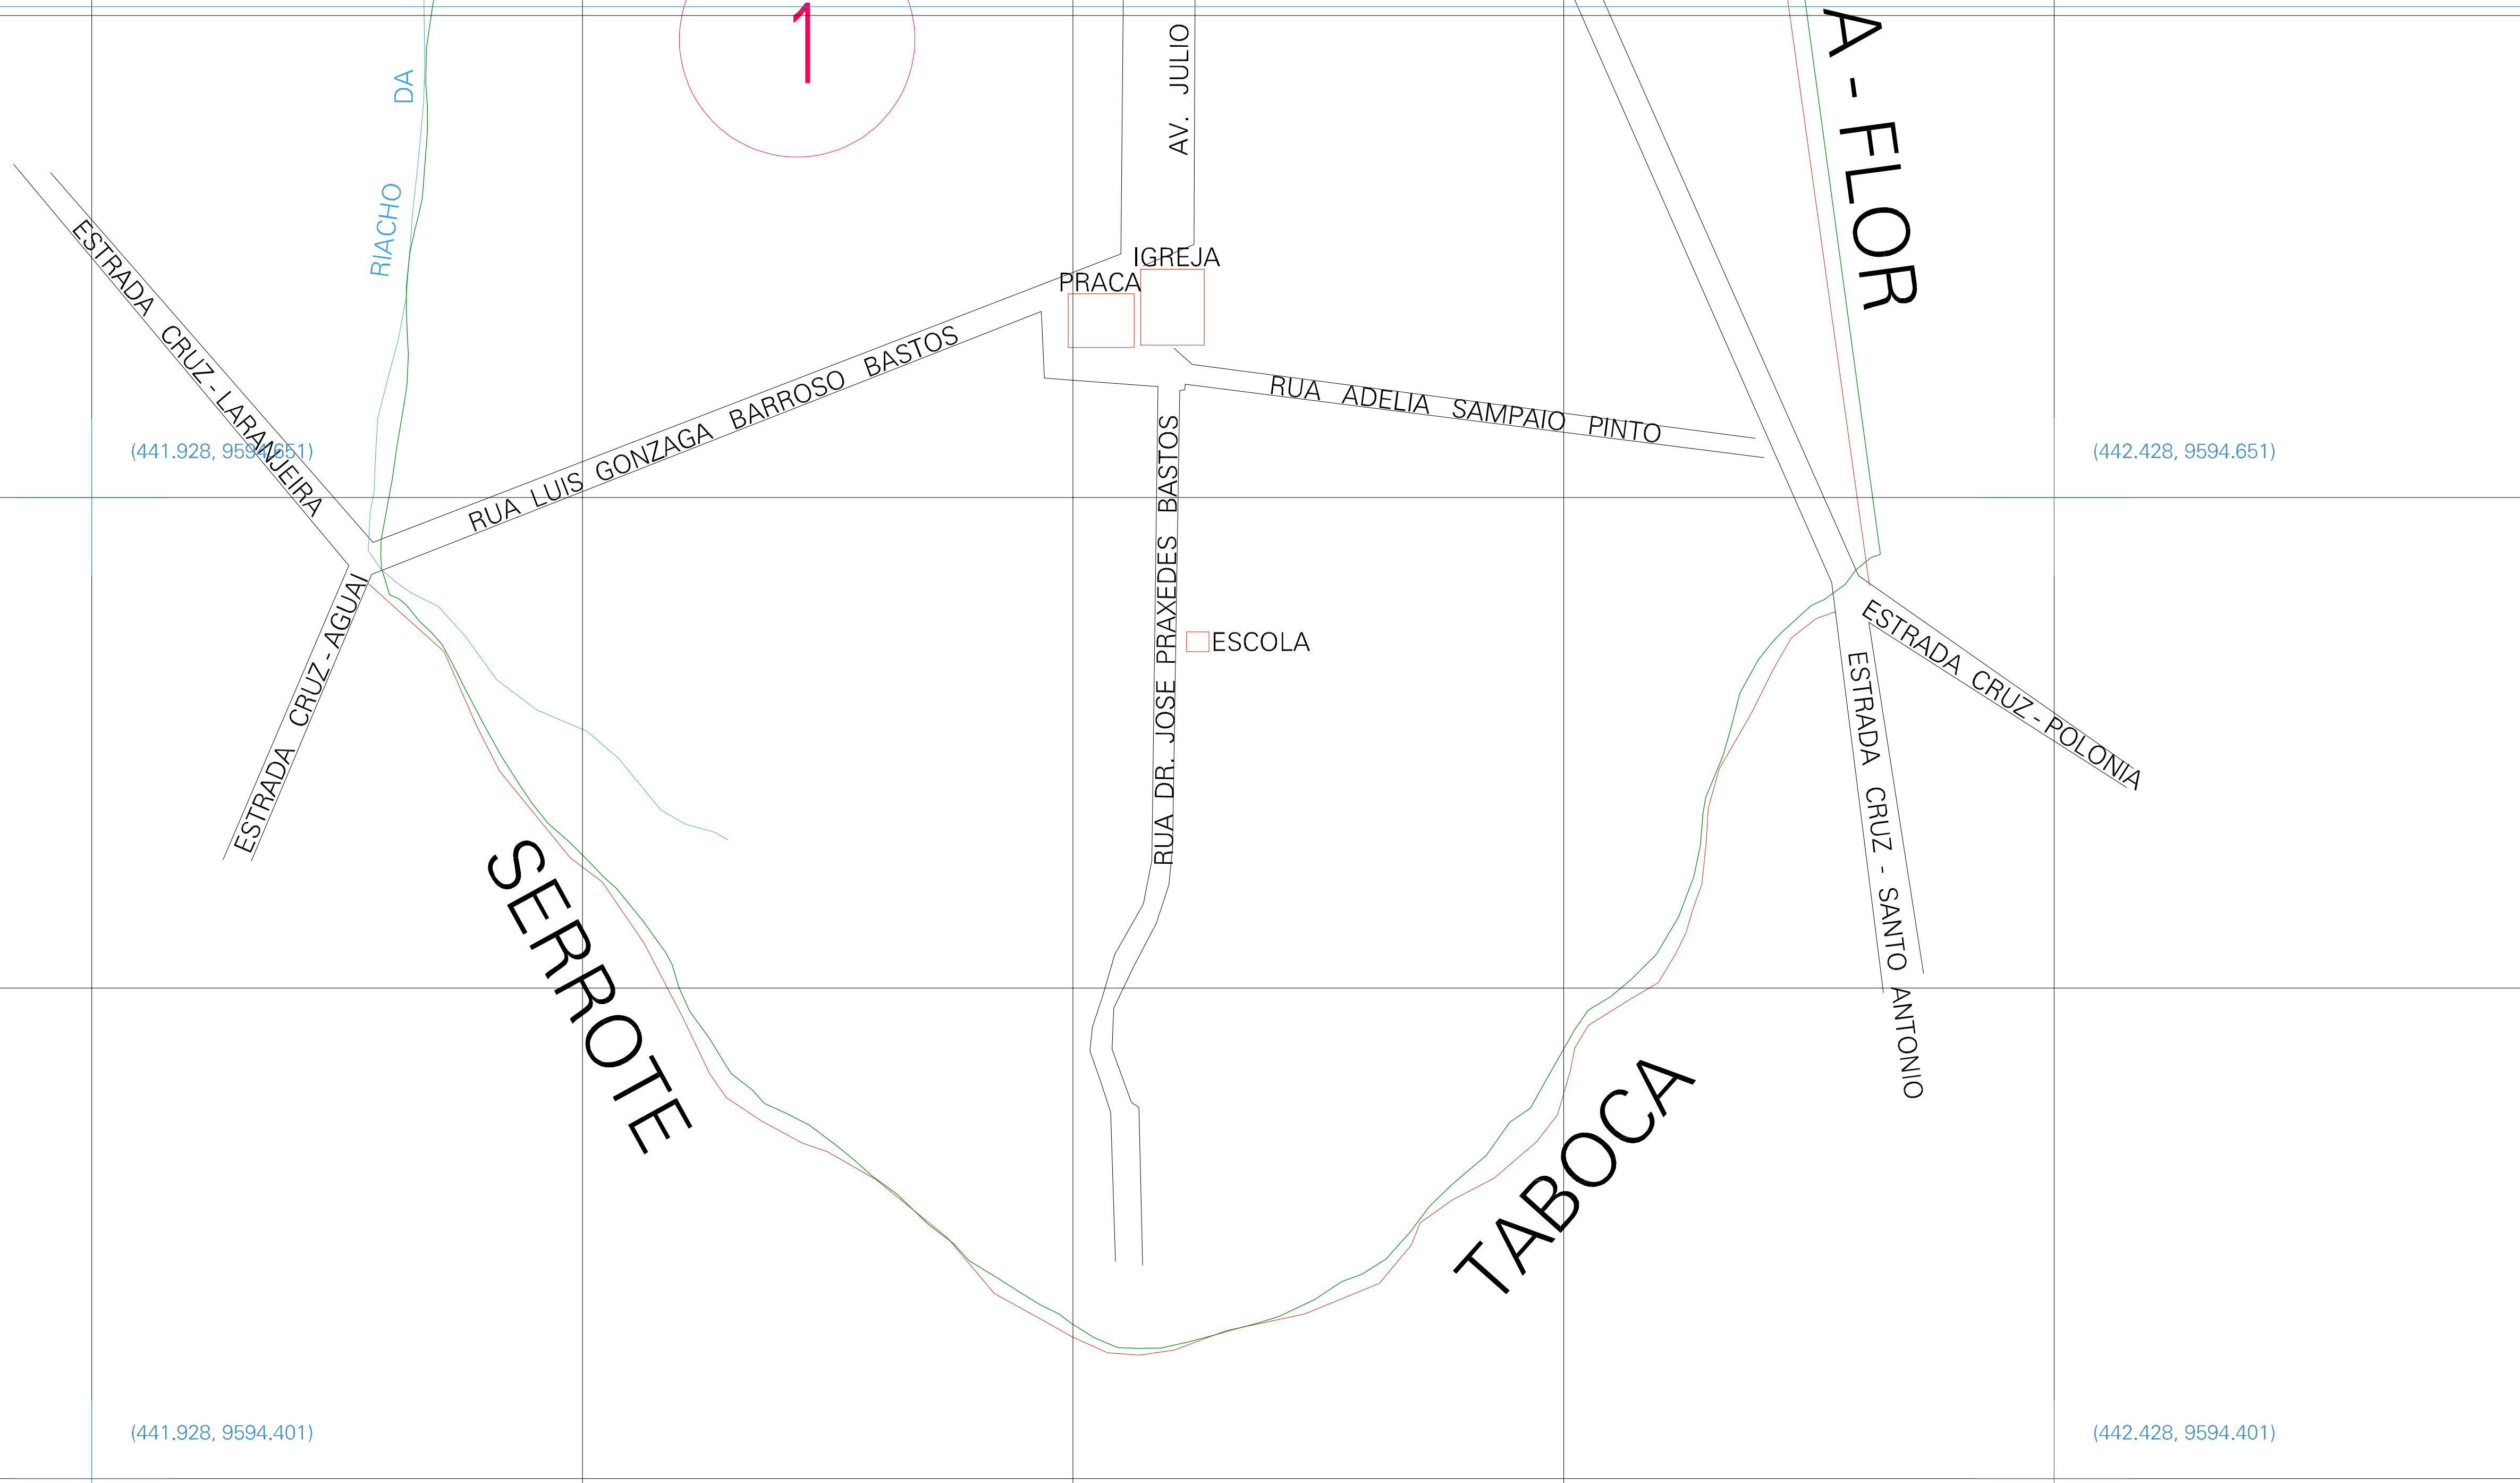 1
DA
RIACHO
AV. JULIO
A - FLOR
ESTRADA CRUZ - LARANJEIRA
IGREJA
PRACA
RUA LUIS GONZAGA BARROSO BASTOS
RUA ADELIA SAMPAIO PINTO
(441.928, 9594.651)
(442.428, 9594.651)
RUA DR. JOSE PRAXEDES BASTOS
ESTRADA CRUZ - AGUAI
ESCOLA
ESTRADA CRUZ - POLONIA
ESTRADA CRUZ - SANTO ANTONIO
SERROTE
TABOCA
(441.928, 9594.401)
(442.428, 9594.401)